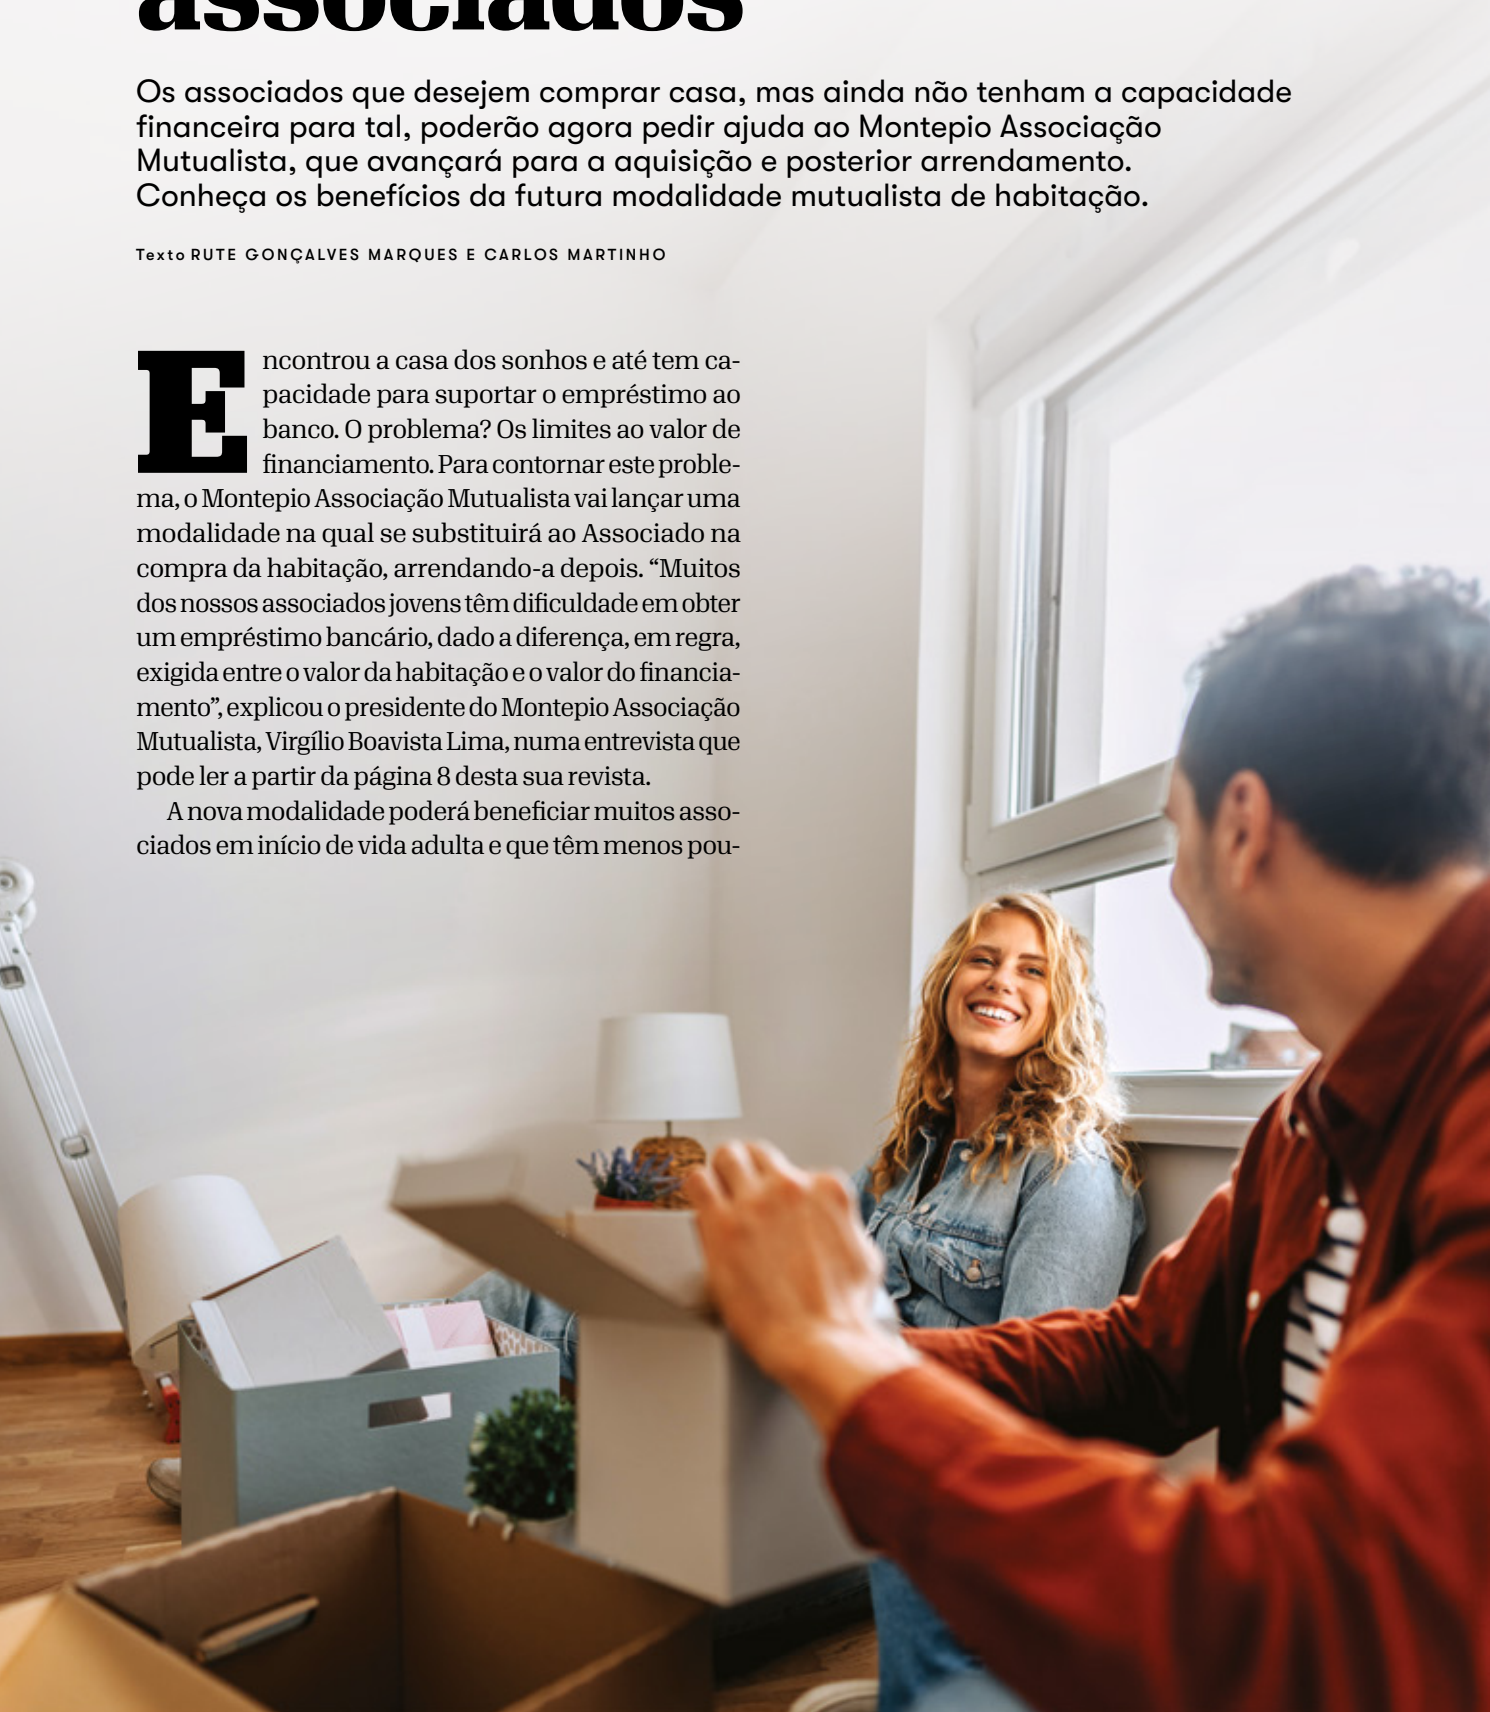 associados
Os associados que desejem comprar casa, mas ainda não tenham a capacidade
financeira para tal, poderão agora pedir ajuda ao Montepio Associação
Mutualista, que avançará para a aquisição e posterior arrendamento.
Conheça os benefícios da futura modalidade mutualista de habitação.
Texto RUTE GONÇALVES MARQUES E CARLOS MARTINHO
Encontrou a casa dos sonhos e até tem ca-
pacidade para suportar o empréstimo ao
banco. O problema? Os limites ao valor de
financiamento. Para contornar este proble-
ma, o Montepio Associação Mutualista vai lançar uma
modalidade na qual se substituirá ao Associado na
compra da habitação, arrendando-a depois. “Muitos
dos nossos associados jovens têm dificuldade em obter
um empréstimo bancário, dado a diferença, em regra,
exigida entre o valor da habitação e o valor do financia-
mento”, explicou o presidente do Montepio Associação
Mutualista, Virgílio Boavista Lima, numa entrevista que
pode ler a partir da página 8 desta sua revista.
A nova modalidade poderá beneficiar muitos asso-
ciados em início de vida adulta e que têm menos pou-